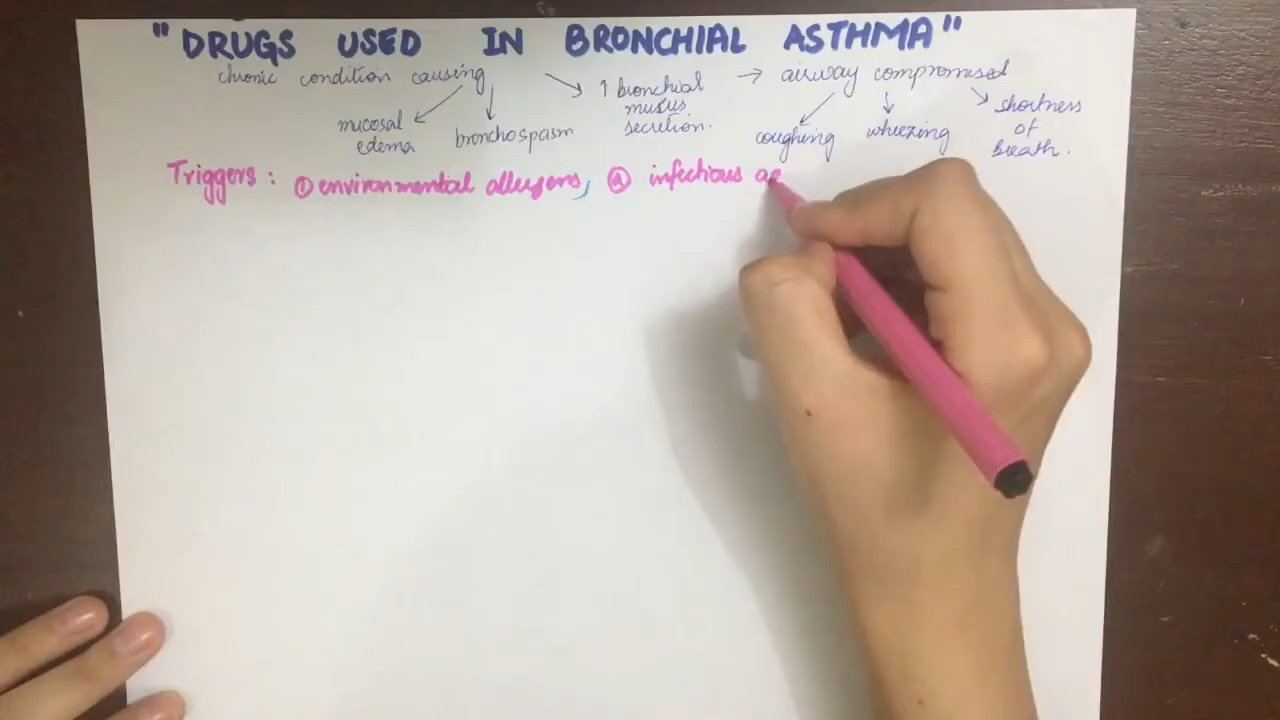 "DRUGS USED IN BRONCHIAL ASTHMA"
chronic condition causing
mucosal
edema
bronchospasm
↑ bronchial
mucus
secretion.
→ airway compromised
coughing
wheezing
shortness
of
breath.
Triggers: ① environmental allergens, ② infectious ag